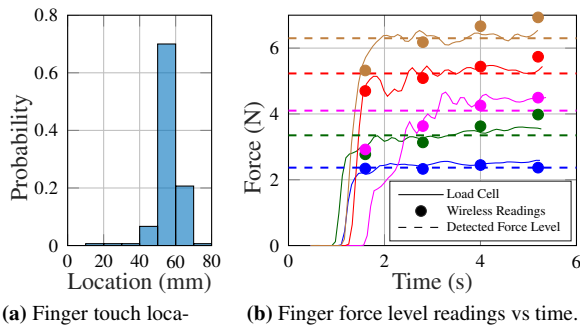 0.8
0.6
0.4
0.2
0
Probability
0 20 40 60 80
Location (mm)
(a) Finger touch loca-
6
4
2
0
Force (N)
Load Cell
Wireless Readings
Detected Force Level
0 2 4 6
Time (s)
(b) Finger force level readings vs time.